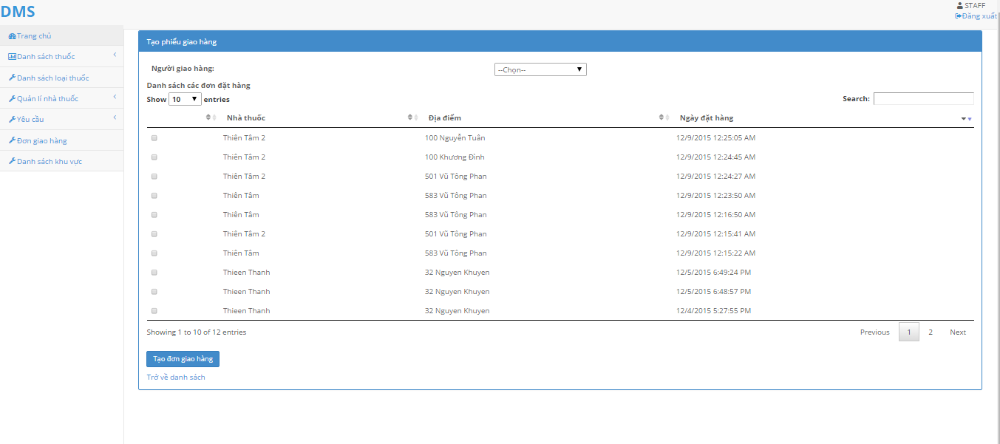 DMS
STAFF
Đăng xuất
Trang chủ
Danh sách thuốc
Danh sách loại thuốc
Quản lí nhà thuốc
Yêu cầu
Đơn giao hàng
Danh sách khu vực
Tạo phiếu giao hàng
Người giao hàng: --Chọn--
Danh sách các đơn đặt hàng
Show 10 entries Search:
Nhà thuốc Địa điểm Ngày đặt hàng
Thiên Tâm 2 100 Nguyễn Tuân 12/9/2015 12:25:05 AM
Thiên Tâm 2 100 Khương Đình 12/9/2015 12:24:45 AM
Thiên Tâm 2 501 Vũ Tông Phan 12/9/2015 12:24:27 AM
Thiên Tâm 583 Vũ Tông Phan 12/9/2015 12:23:50 AM
Thiên Tâm 583 Vũ Tông Phan 12/9/2015 12:16:50 AM
Thiên Tâm 2 501 Vũ Tông Phan 12/9/2015 12:15:41 AM
Thiên Tâm 583 Vũ Tông Phan 12/9/2015 12:15:22 AM
Thieen Thanh 32 Nguyen Khuyen 12/5/2015 6:49:24 PM
Thieen Thanh 32 Nguyen Khuyen 12/5/2015 6:48:57 PM
Thieen Thanh 32 Nguyen Khuyen 12/4/2015 5:27:55 PM
Showing 1 to 10 of 12 entries Previous 1 2 Next
Tạo đơn giao hàng
Trở về danh sách